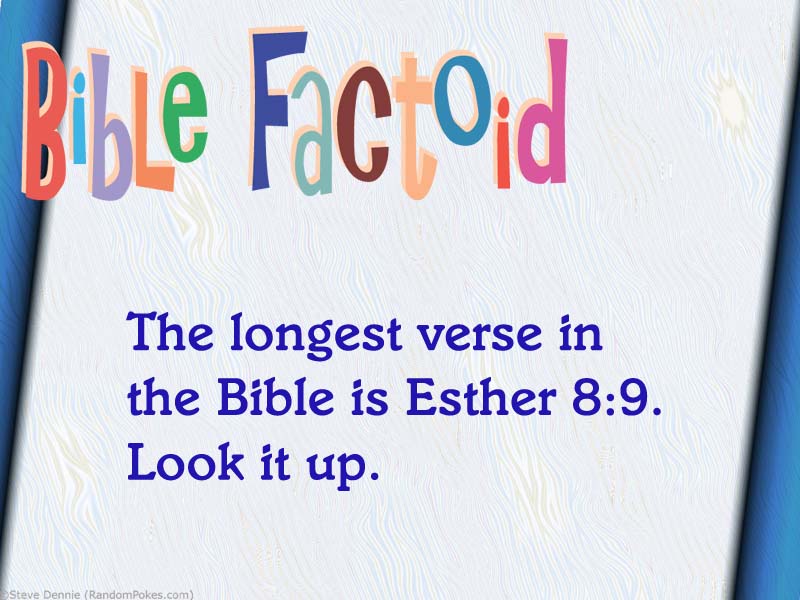 Bible Factoid
The longest verse in
the Bible is Esther 8:9.
Look it up.
©Steve Dennie (RandomPokes.com)